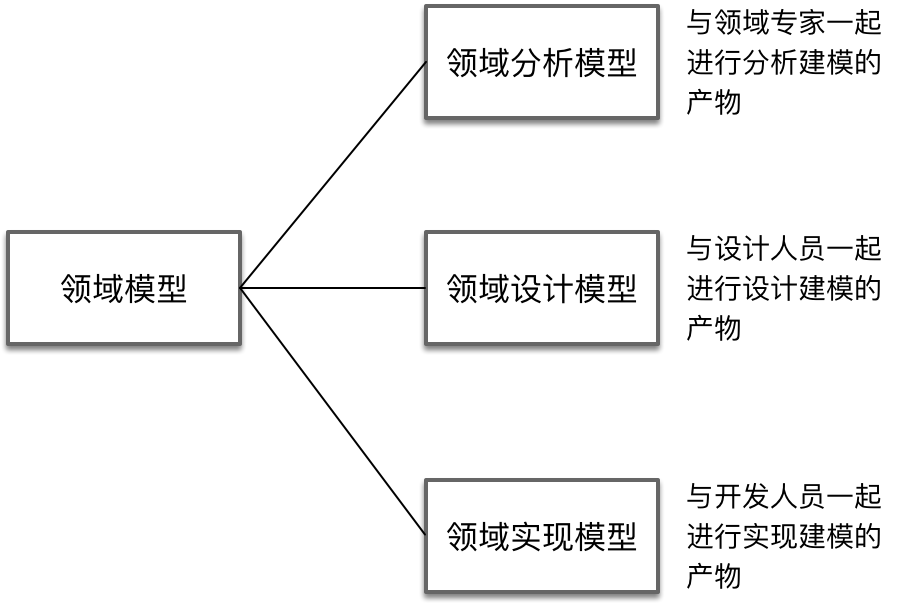 领域分析模型
与领域专家一起
进行分析建模的
产物
领域模型
领域设计模型
与设计人员一起
进行设计建模的
产物
领域实现模型
与开发人员一起
进行实现建模的
产物